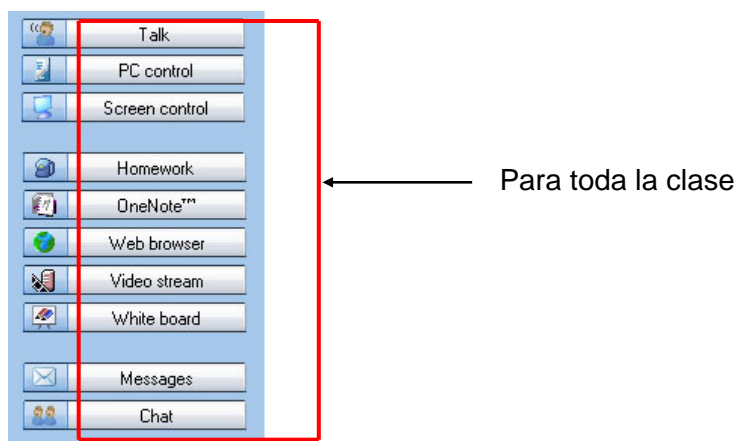 Talk
PC control
Screen control
Homework
Para toda la clase
OneNote™
Web browser
Video stream
White board
Messages
Chat